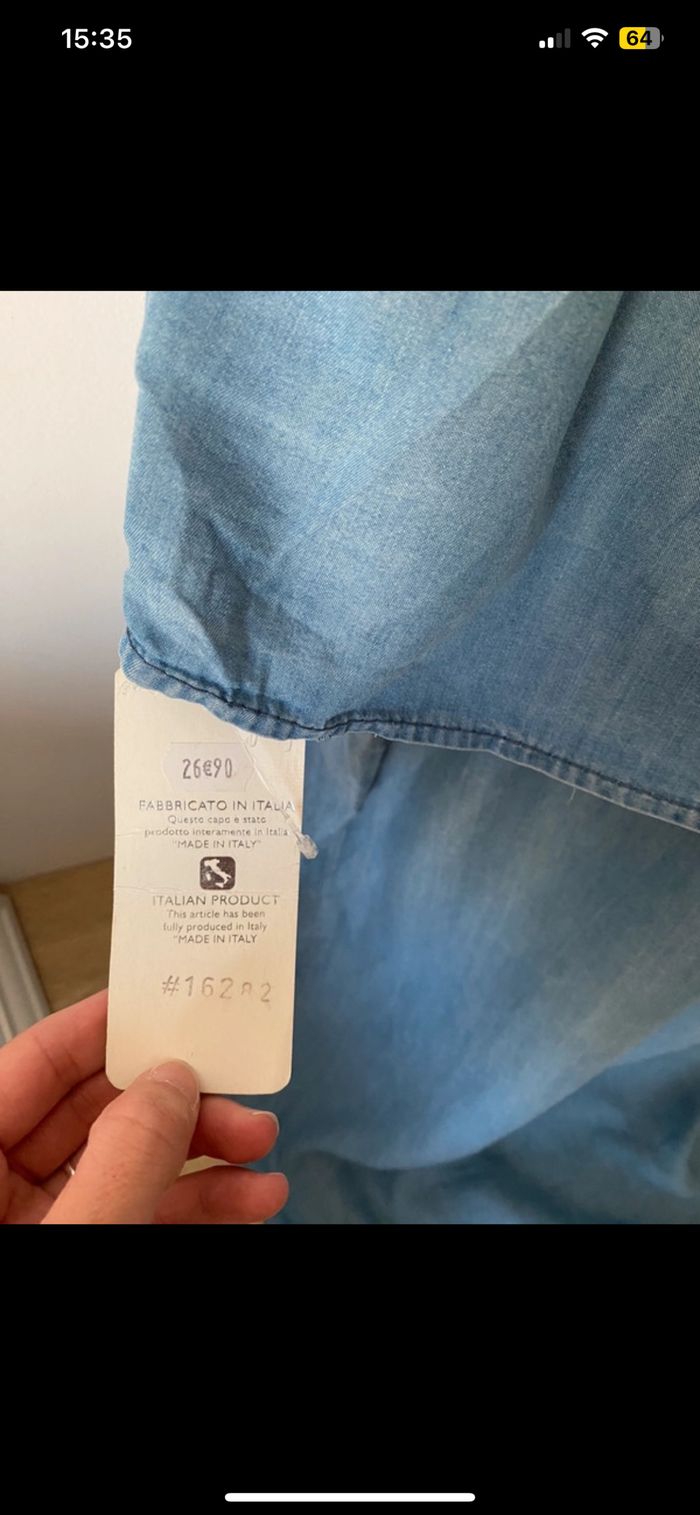 15:35
64
26€90
FABBRICATO IN ITALIA
Questo capo è stato
prodotto interamente in Italia
"MADE IN ITALY"
ITALIAN PRODUCT
This article has been
fully produced in Italy
"MADE IN ITALY
#16282